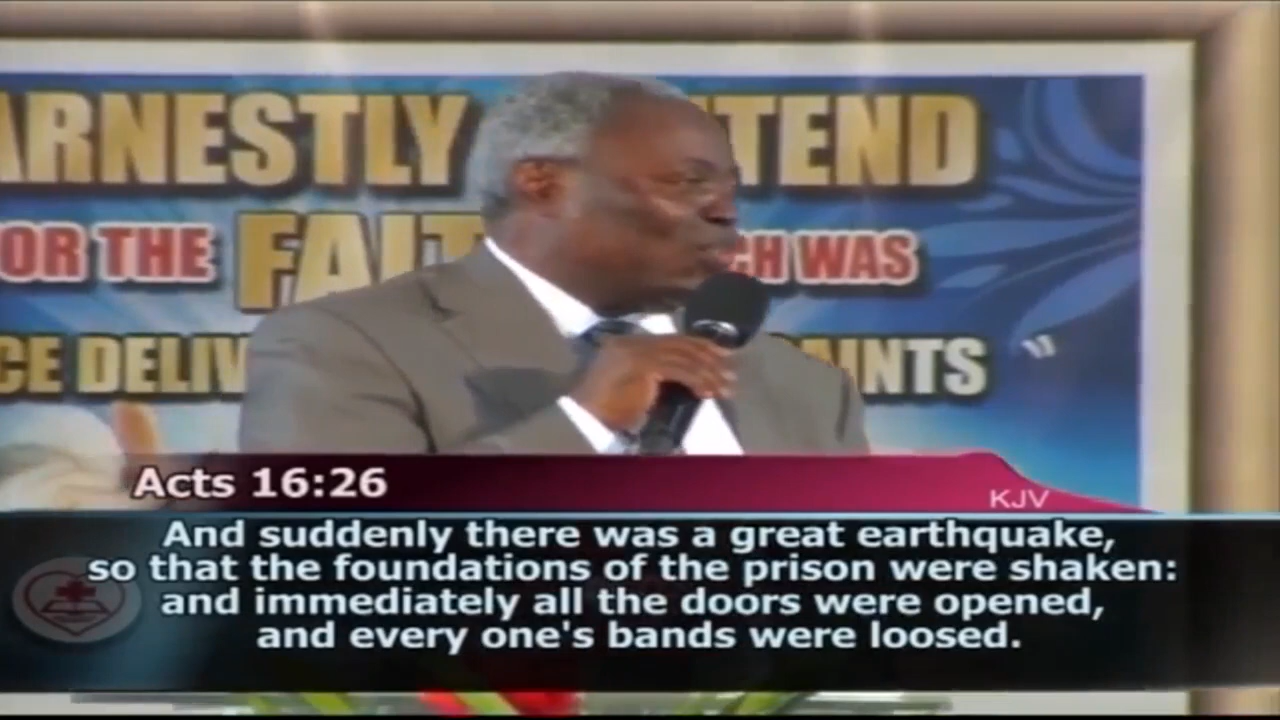 ARNESTLY TEND
OR THE FAIT CH WAS
CE DELIV AINTS "
Acts 16:26
KJV
And suddenly there was a great earthquake,
so that the foundations of the prison were shaken:
and immediately all the doors were opened,
and every one's bands were loosed.